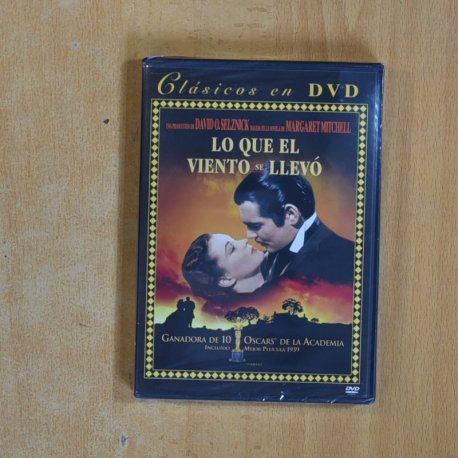 Clásicos en DVD
UNA PRODUCCIÓN DE DAVID O. SELZNICK BASADA EN LA NOVELA DE MARGARET MITCHELL
LO QUE EL
VIENTO SE LLEVÓ
GANADORA DE 10 OSCARS® DE LA ACADEMIA
INCLUIDO MEJOR PELÍCULA 1939
DVD